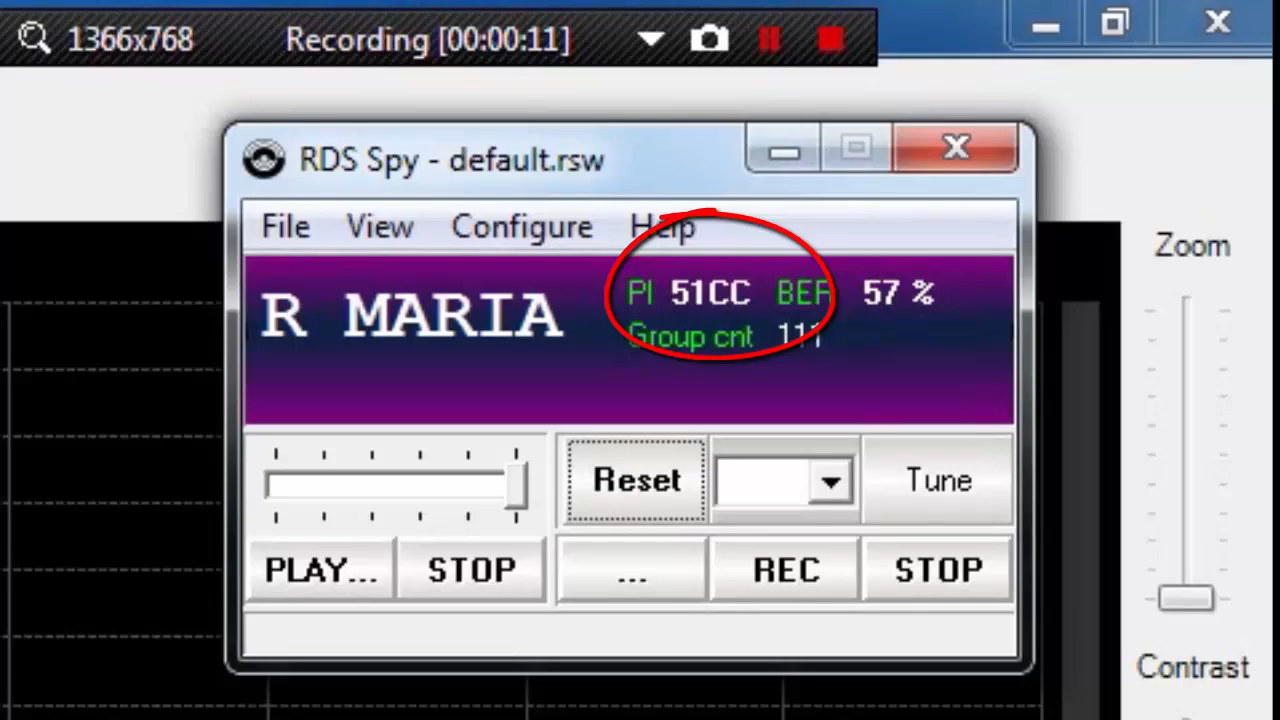 1366x768 Recording [00:00:11]
RDS Spy - default.rsw
File View Configure Help
Zoom
R MARIA PI 51CC BER 57 %
Group cnt 111
Reset Tune
PLAY... STOP ... REC STOP
Contrast